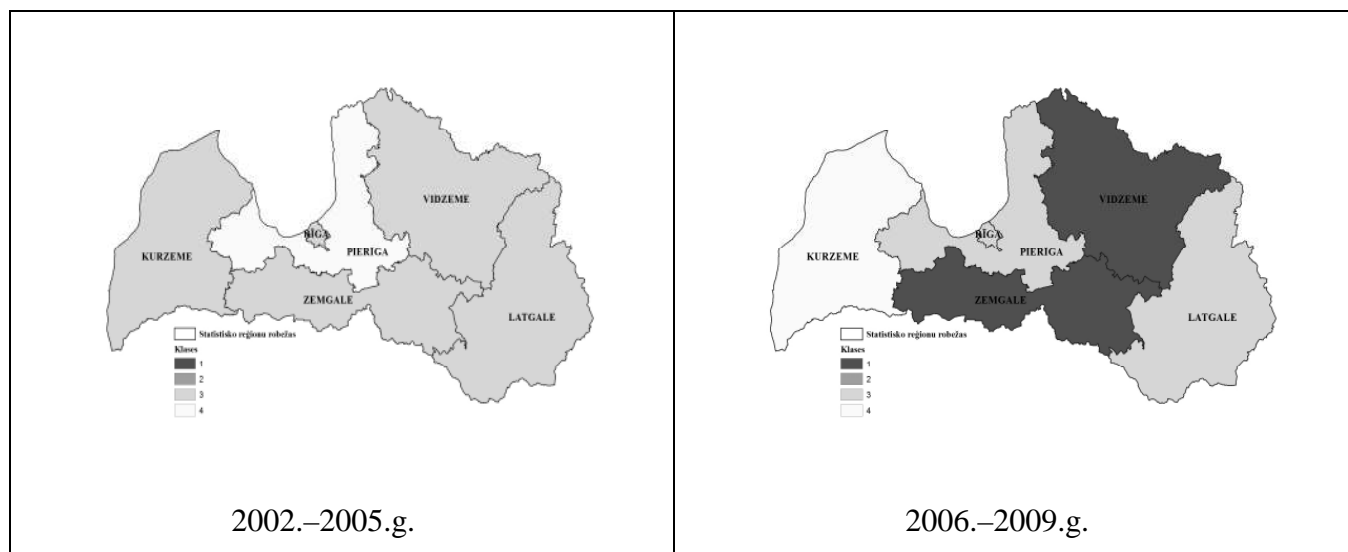 VIDZEME
RĪGA
KURZEME
PIERĪGA
ZEMGALE
LATGALE
Statistisko reģionu robežas
Klases
1
2
3
4
2002.–2005.g.
VIDZEME
RĪGA
KURZEME
PIERĪGA
ZEMGALE
LATGALE
Statistisko reģionu robežas
Klases
1
2
3
4
2006.–2009.g.